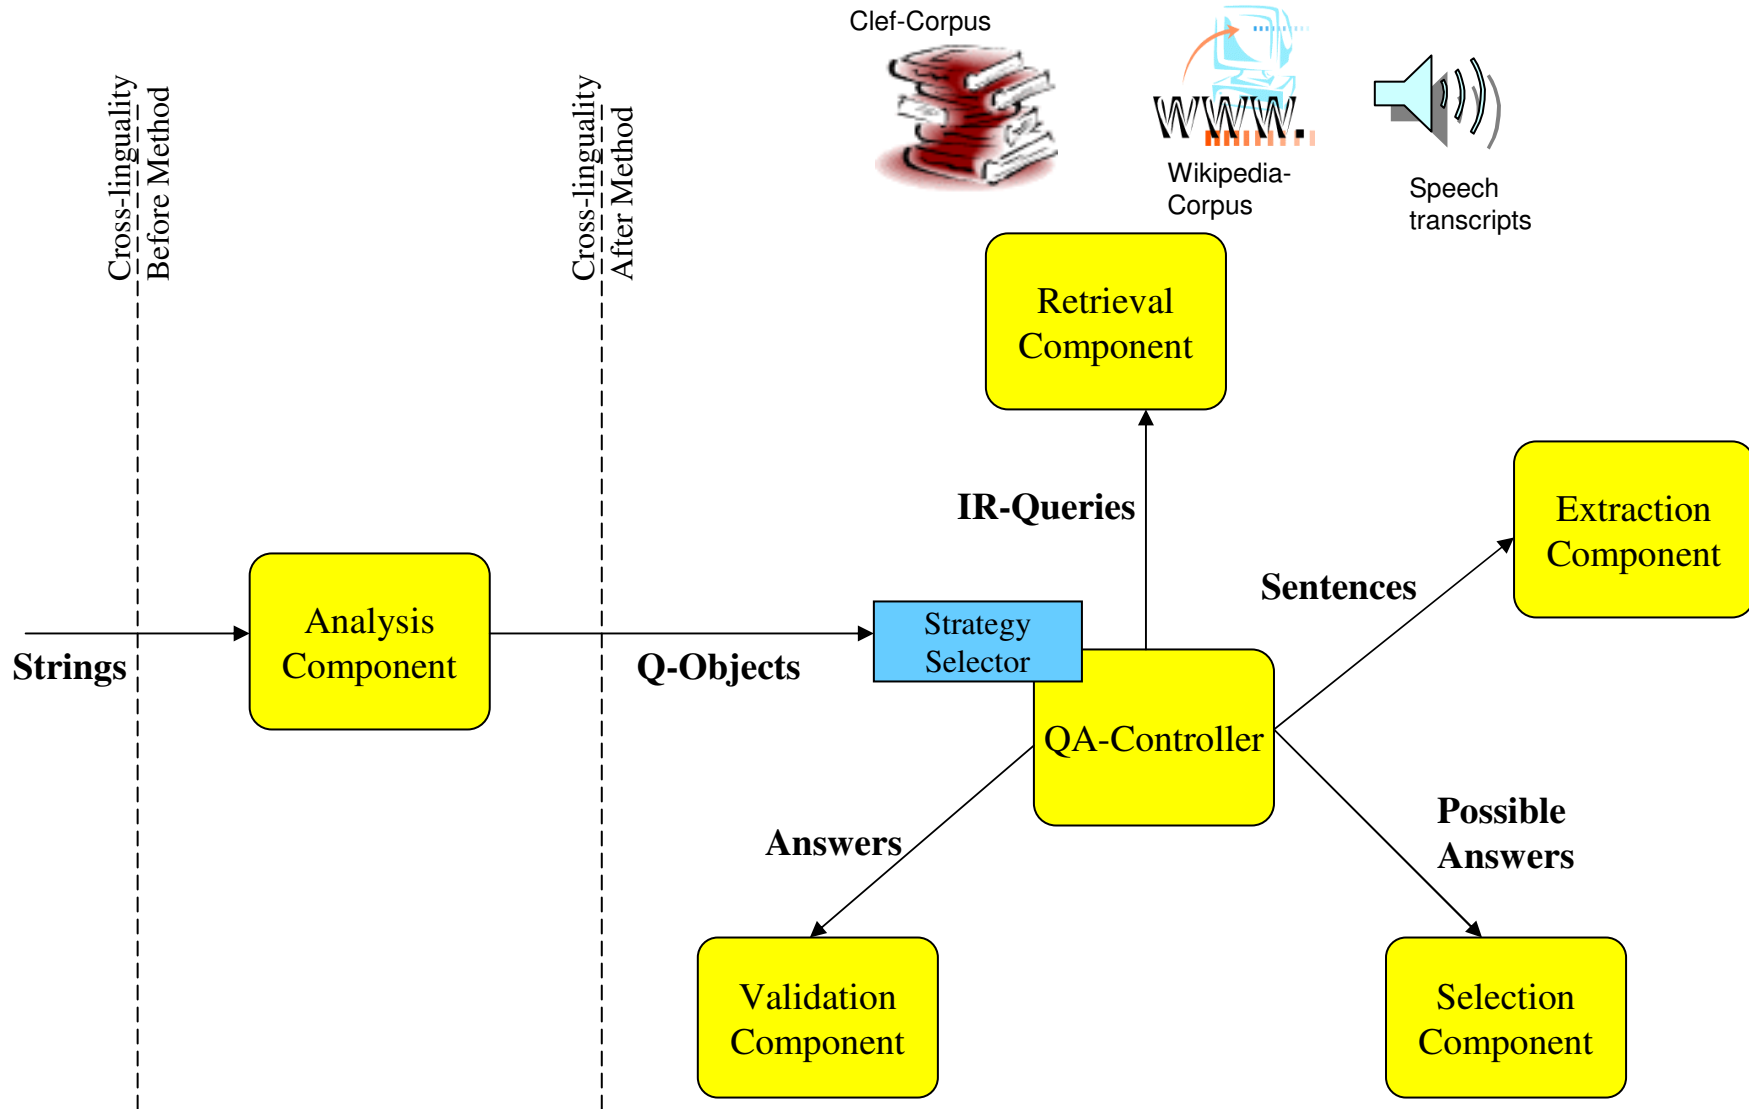 Clef-Corpus
WWW.
Wikipedia-
Corpus
Speech
transcripts
Cross-linguality
Before Method
Cross-linguality
After Method
Retrieval
Component
IR-Queries
Extraction
Component
Sentences
Strings
Analysis
Component
Q-Objects
Strategy
Selector
QA-Controller
Answers
Possible
Answers
Validation
Component
Selection
Component